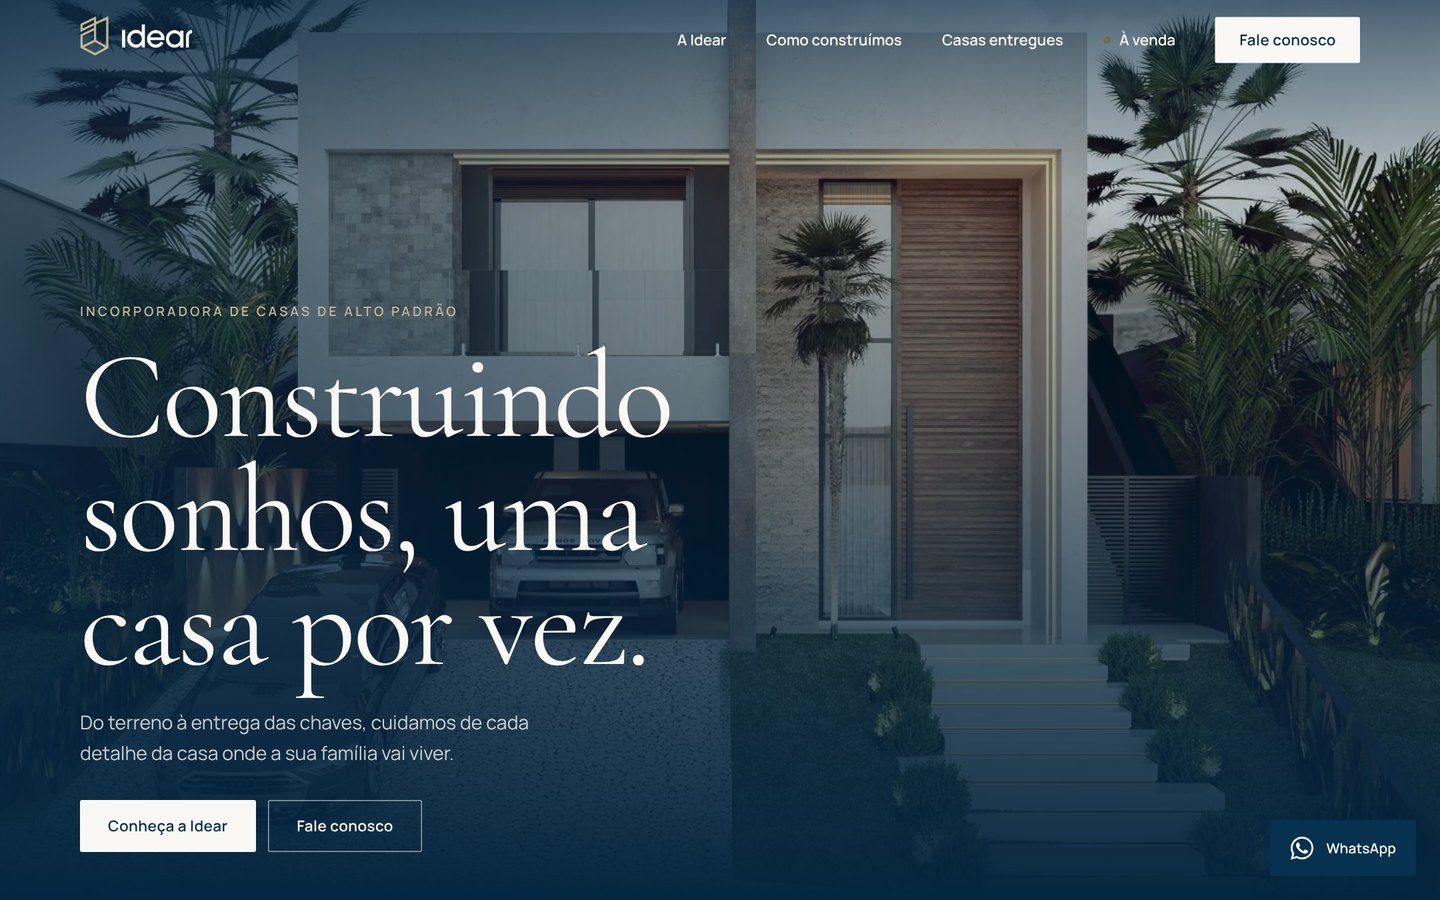 idear
A Idear
Como construímos
Casas entregues
À venda
Fale conosco
INCORPORADORA DE CASAS DE ALTO PADRÃO
Construindo
sonhos, uma
casa por vez.
Do terreno à entrega das chaves, cuidamos de cada
detalhe da casa onde a sua família vai viver.
Conheça a Idear
Fale conosco
WhatsApp